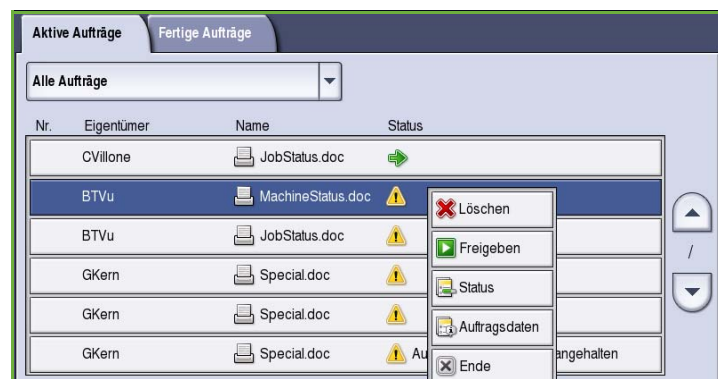 Aktive Aufträge Fertige Aufträge
Alle Aufträge
Nr. Eigentümer Name Status
CVillone JobStatus.doc
BTVu MachineStatus.doc
Löschen
BTVu JobStatus.doc
Freigeben
GKern Special.doc
Status
GKern Special.doc
Auftragsdaten
GKern Special.doc Au angehalten
Ende
/